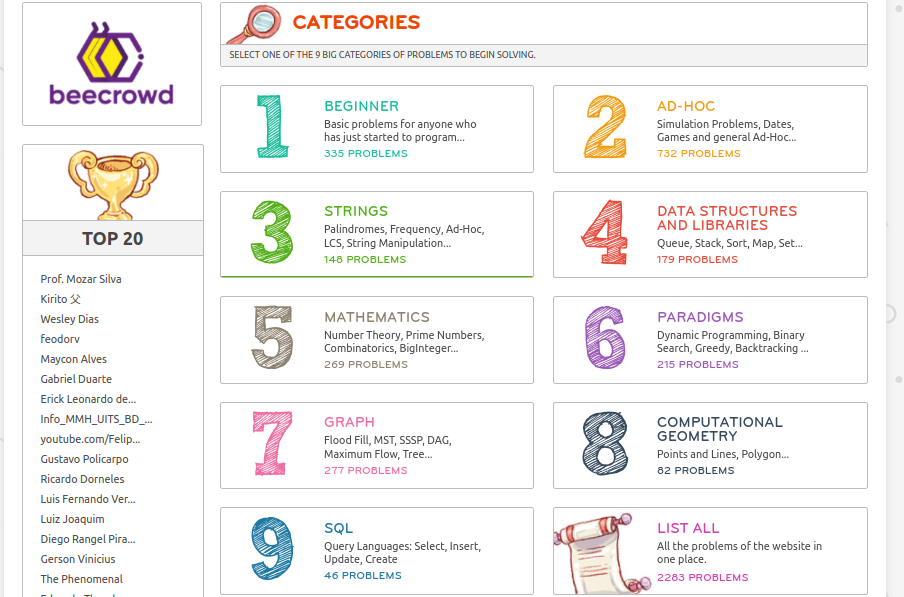 beecrowd
TOP 20
Prof. Mozar Silva
Kirito 父
Wesley Dias
feodorv
Maycon Alves
Gabriel Duarte
Erick Leonardo de...
Info_MMH_UITS_BD_...
youtube.com/Felip...
Gustavo Policarpo
Ricardo Dorneles
Luis Fernando Ver...
Luiz Joaquim
Diego Rangel Pira...
Gerson Vinicius
The Phenomenal
CATEGORIES
SELECT ONE OF THE 9 BIG CATEGORIES OF PROBLEMS TO BEGIN SOLVING.
1
BEGINNER
Basic problems for anyone who
has just started to program...
335 PROBLEMS
2
AD-HOC
Simulation Problems, Dates,
Games and general Ad-Hoc...
732 PROBLEMS
3
STRINGS
Palindromes, Frequency, Ad-Hoc,
LCS, String Manipulation...
148 PROBLEMS
4
DATA STRUCTURES
AND LIBRARIES
Queue, Stack, Sort, Map, Set...
179 PROBLEMS
5
MATHEMATICS
Number Theory, Prime Numbers,
Combinatorics, BigInteger...
269 PROBLEMS
6
PARADIGMS
Dynamic Programming, Binary
Search, Greedy, Backtracking ...
215 PROBLEMS
7
GRAPH
Flood Fill, MST, SSSP, DAG,
Maximum Flow, Tree...
277 PROBLEMS
8
COMPUTATIONAL
GEOMETRY
Points and Lines, Polygon...
82 PROBLEMS
9
SQL
Query Languages: Select, Insert,
Update, Create
46 PROBLEMS
LIST ALL
All the problems of the website in
one place.
2283 PROBLEMS